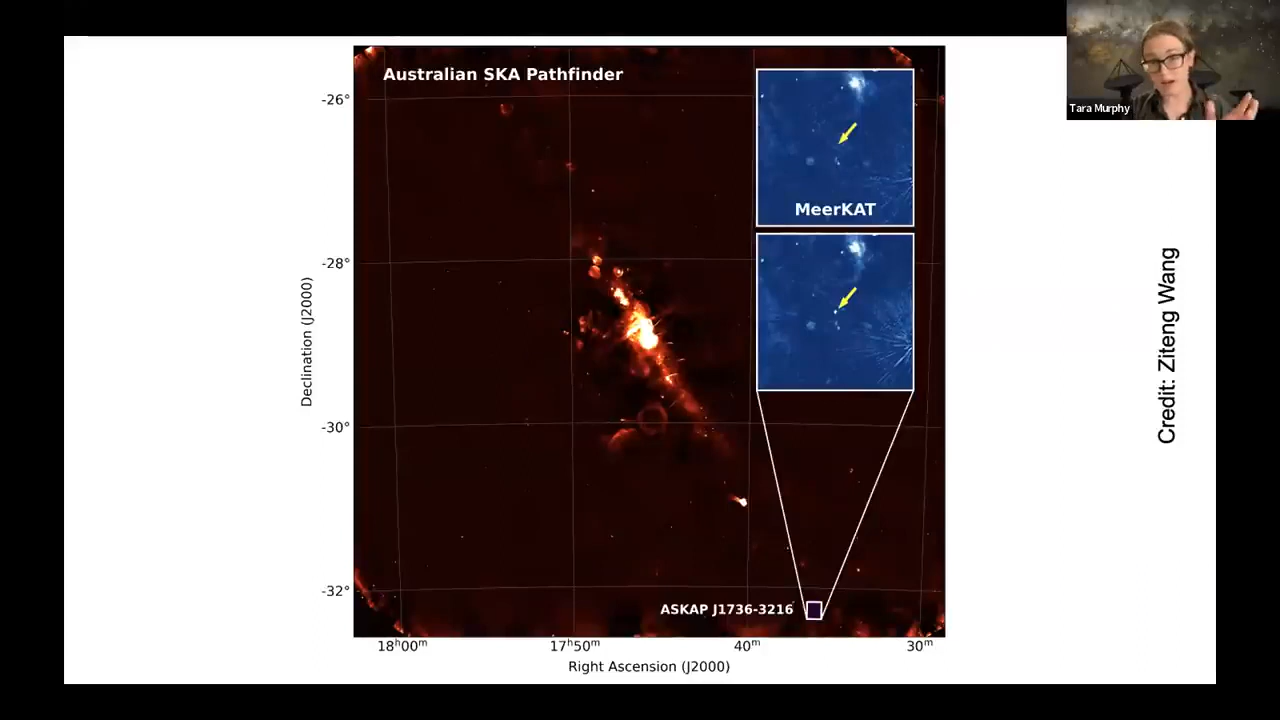 Australian SKA Pathfinder
Tara Murphy
MeerKAT
-26°
-28°
-30°
-32°
Declination (J2000)
ASKAP J1736-3216
18ʰ00ᵐ
17ʰ50ᵐ
40ᵐ
30ᵐ
Right Ascension (J2000)
Credit: Ziteng Wang